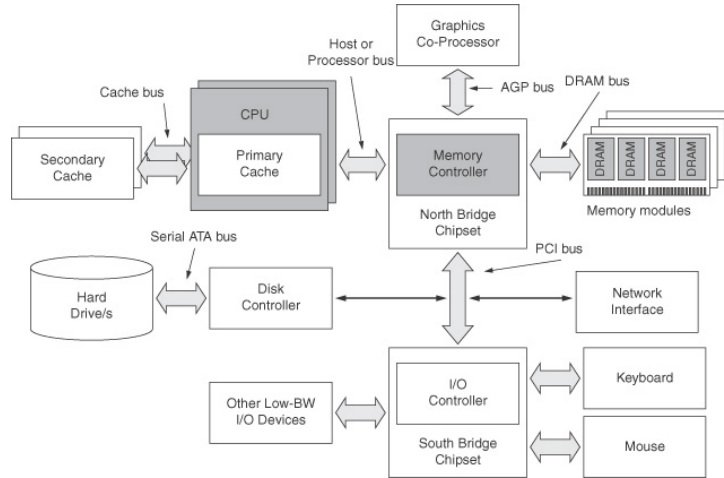 Graphics
Co-Processor
Host or
Processor bus
AGP bus
DRAM bus
Cache bus
CPU
Primary
Cache
Secondary
Cache
Memory
Controller
North Bridge
Chipset
DRAM
DRAM
DRAM
DRAM
Memory modules
Serial ATA bus
PCI bus
Hard
Drive/s
Disk
Controller
Network
Interface
Other Low-BW
I/O Devices
I/O
Controller
South Bridge
Chipset
Keyboard
Mouse